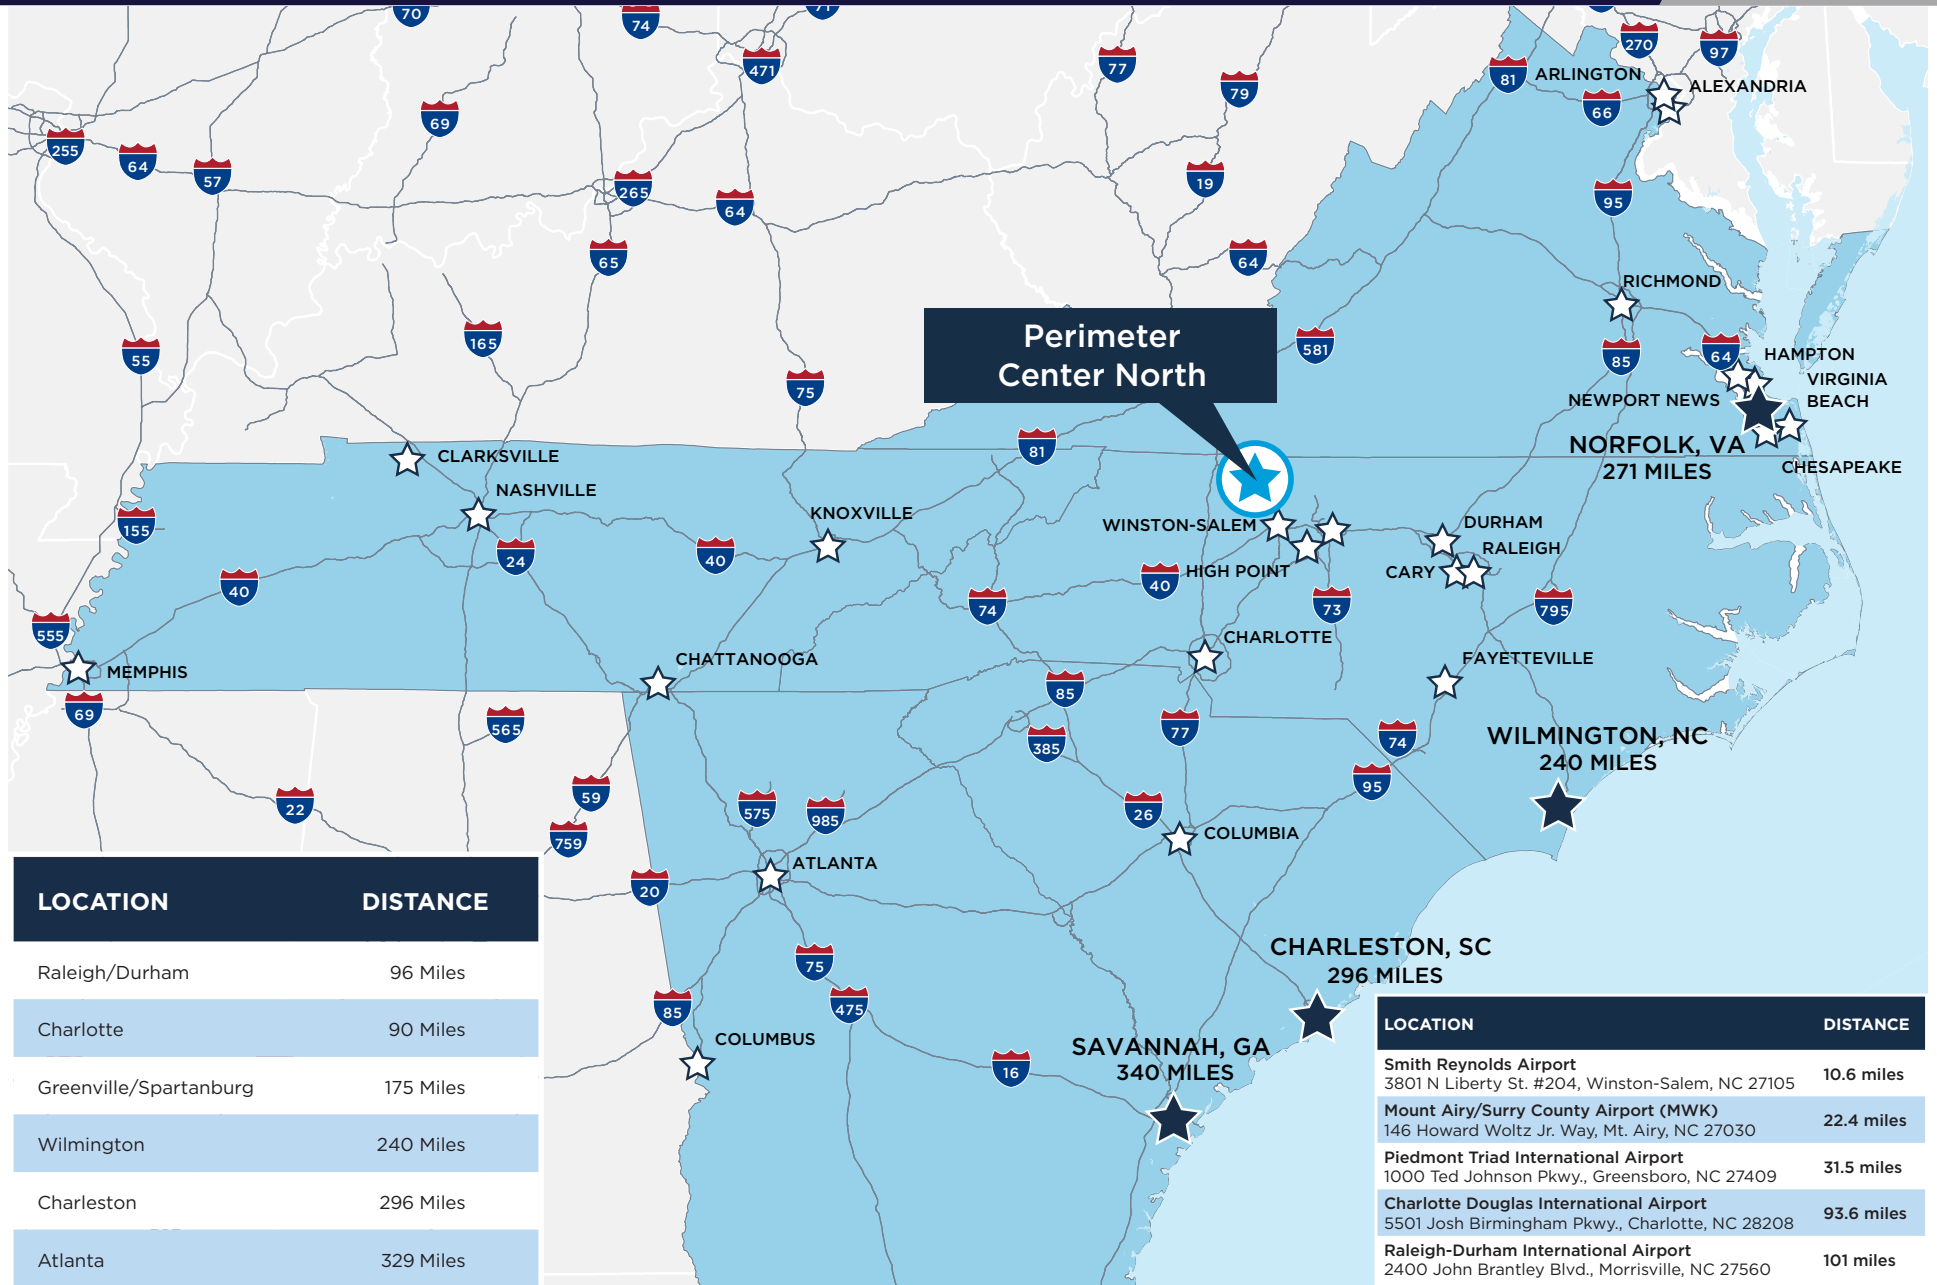 70
74
71
471
77
79
81
ARLINGTON
270
97
66
ALEXANDRIA
255
64
57
69
265
64
19
95
65
64
RICHMOND
55
165
75
581
85
64
HAMPTON
VIRGINIA
BEACH
NEWPORT NEWS
NORFOLK, VA
271 MILES
CHESAPEAKE
Perimeter
Center North
81
CLARKSVILLE
NASHVILLE
KNOXVILLE
WINSTON-SALEM
DURHAM
RALEIGH
CARY
HIGH POINT
155
24
40
40
40
74
73
795
555
MEMPHIS
69
CHATTANOOGA
CHARLOTTE
FAYETTEVILLE
565
85
385
77
74
95
WILMINGTON, NC
240 MILES
22
59
759
575
985
26
COLUMBIA
ATLANTA
20
75
85
475
COLUMBUS
16
CHARLESTON, SC
296 MILES
SAVANNAH, GA
340 MILES
LOCATION DISTANCE
Raleigh/Durham 96 Miles
Charlotte 90 Miles
Greenville/Spartanburg 175 Miles
Wilmington 240 Miles
Charleston 296 Miles
Atlanta 329 Miles
LOCATION DISTANCE
Smith Reynolds Airport
3801 N Liberty St. #204, Winston-Salem, NC 27105 10.6 miles
Mount Airy/Surry County Airport (MWK)
146 Howard Woltz Jr. Way, Mt. Airy, NC 27030 22.4 miles
Piedmont Triad International Airport
1000 Ted Johnson Pkwy., Greensboro, NC 27409 31.5 miles
Charlotte Douglas International Airport
5501 Josh Birmingham Pkwy., Charlotte, NC 28208 93.6 miles
Raleigh-Durham International Airport
2400 John Brantley Blvd., Morrisville, NC 27560 101 miles